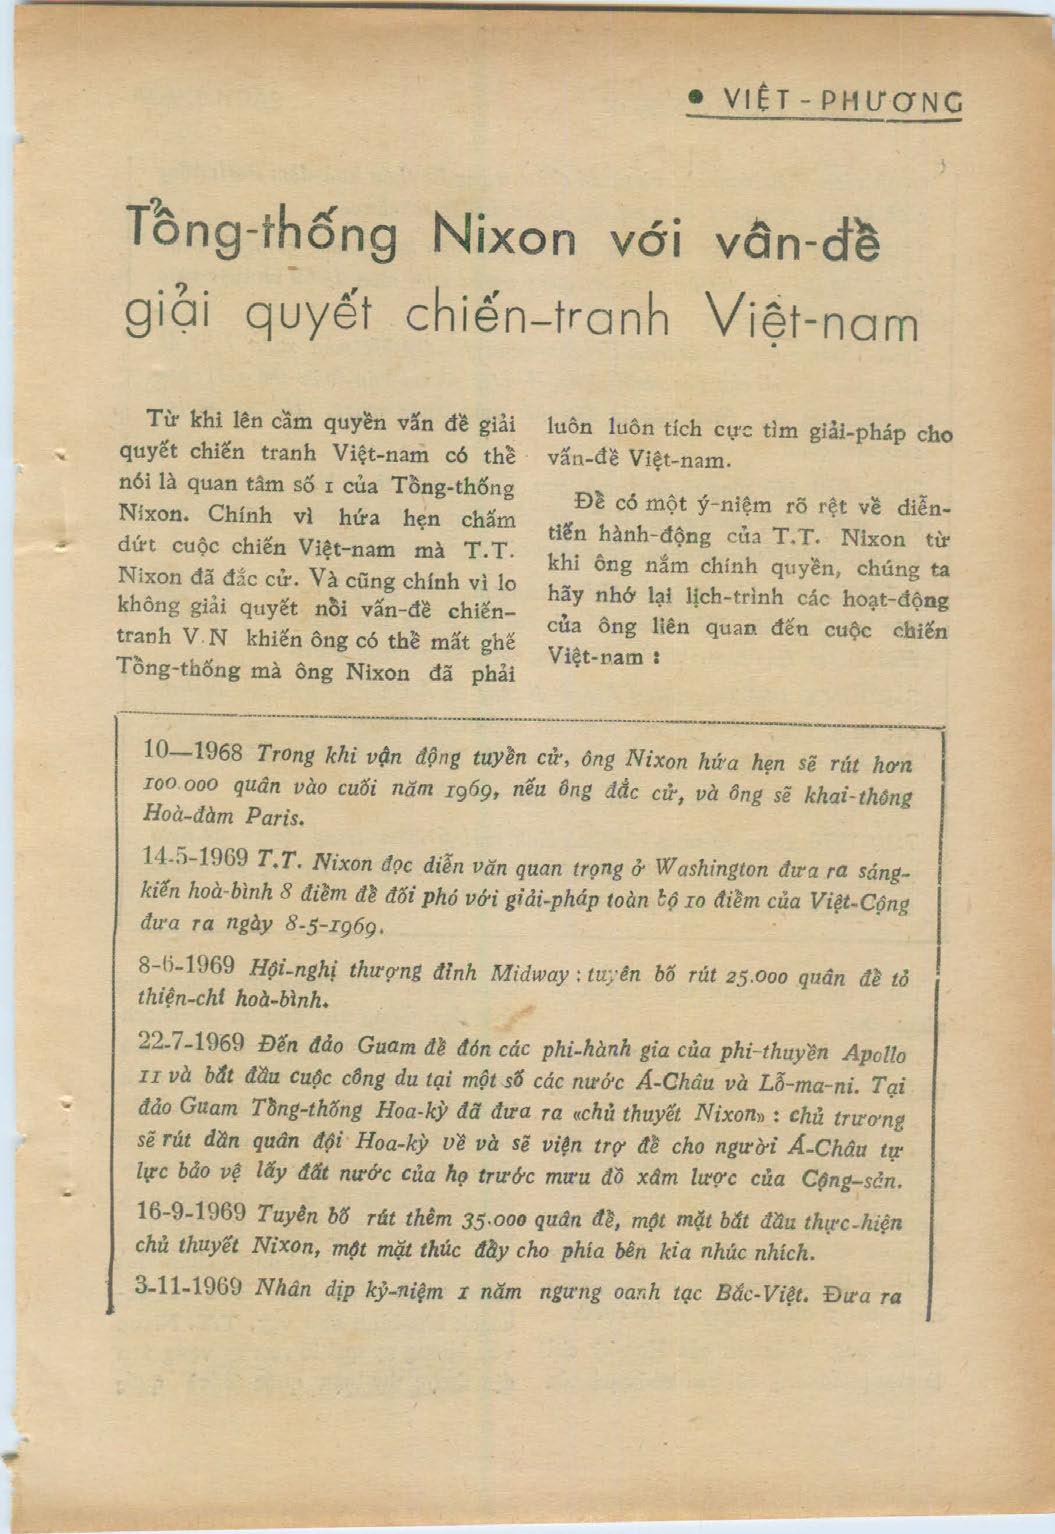 • VIỆT - PHƯƠNG
Tổng-thống Nixon với vấn-đề
giải quyết chiến-tranh Việt-nam
Từ khi lên cầm quyền vấn đề giải
quyết chiến tranh Việt-nam có thể
nói là quan tâm số 1 của Tổng-thống
Nixon. Chính vì hứa hẹn chấm
dứt cuộc chiến Việt-nam mà T.T.
Nixon đã đắc cử. Và cũng chính vì lo
không giải quyết nổi vấn-đề chiến-
tranh V.N khiến ông có thể mất ghế
Tổng-thống mà ông Nixon đã phải
luôn luôn tích cực tìm giải-pháp cho
vấn-đề Việt-nam.
Để có một ý-niệm rõ rệt về diễn-
tiến hành-động của T.T. Nixon từ
khi ông nắm chính quyền, chúng ta
hãy nhớ lại lịch-trình các hoạt-động
của ông liên quan đến cuộc chiến
Việt-nam :
10—1968 Trong khi vận động tuyển cử, ông Nixon hứa hẹn sẽ rút hơn
100.000 quân vào cuối năm 1969, nếu ông đắc cử, và ông sẽ khai-thông
Hoà-đàm Paris.
14-5-1969 T.T. Nixon đọc diễn văn quan trọng ở Washington đưa ra sáng-
kiến hoà-bình 8 điểm để đối phó với giải-pháp toàn bộ 10 điểm của Việt-Cộng
đưa ra ngày 8-5-1969.
8-6-1969 Hội-nghị thượng đỉnh Midway : tuyên bố rút 25.000 quân để tỏ
thiện-chí hoà-bình.
22-7-1969 Đến đảo Guam để đón các phi-hành gia của phi-thuyền Apollo
11 và bắt đầu cuộc công du tại một số các nước Á-Châu và Lỗ-ma-ni. Tại
đảo Guam Tổng-thống Hoa-kỳ đã đưa ra «chủ thuyết Nixon» : chủ trương
sẽ rút dần quân đội Hoa-kỳ về và sẽ viện trợ để cho người Á-Châu tự
lực bảo vệ lấy đất nước của họ trước mưu đồ xâm lược của Cộng-sản.
16-9-1969 Tuyên bố rút thêm 35.000 quân để, một mặt bắt đầu thực-hiện
chủ thuyết Nixon, một mặt thúc đẩy cho phía bên kia nhúc nhích.
3-11-1969 Nhân dịp kỷ-niệm 1 năm ngưng oanh tạc Bắc-Việt. Đưa ra